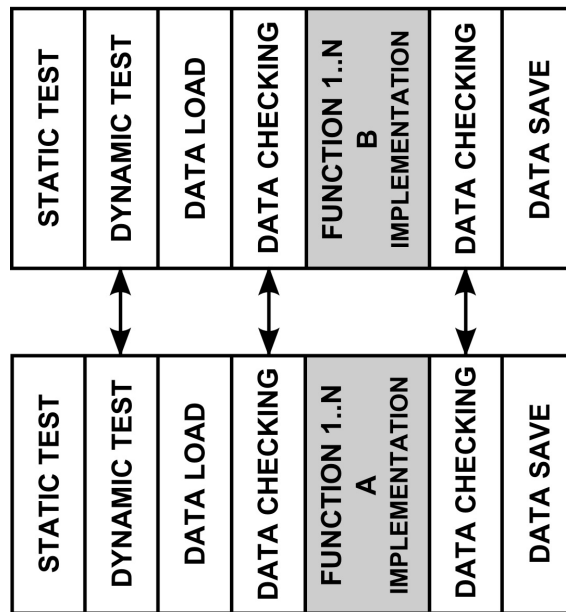 STATIC TEST
DYNAMIC TEST
DATA LOAD
DATA CHECKING
FUNCTION 1..N
A
IMPLEMENTATION
DATA CHECKING
DATA SAVE
STATIC TEST
DYNAMIC TEST
DATA LOAD
DATA CHECKING
FUNCTION 1..N
B
IMPLEMENTATION
DATA CHECKING
DATA SAVE